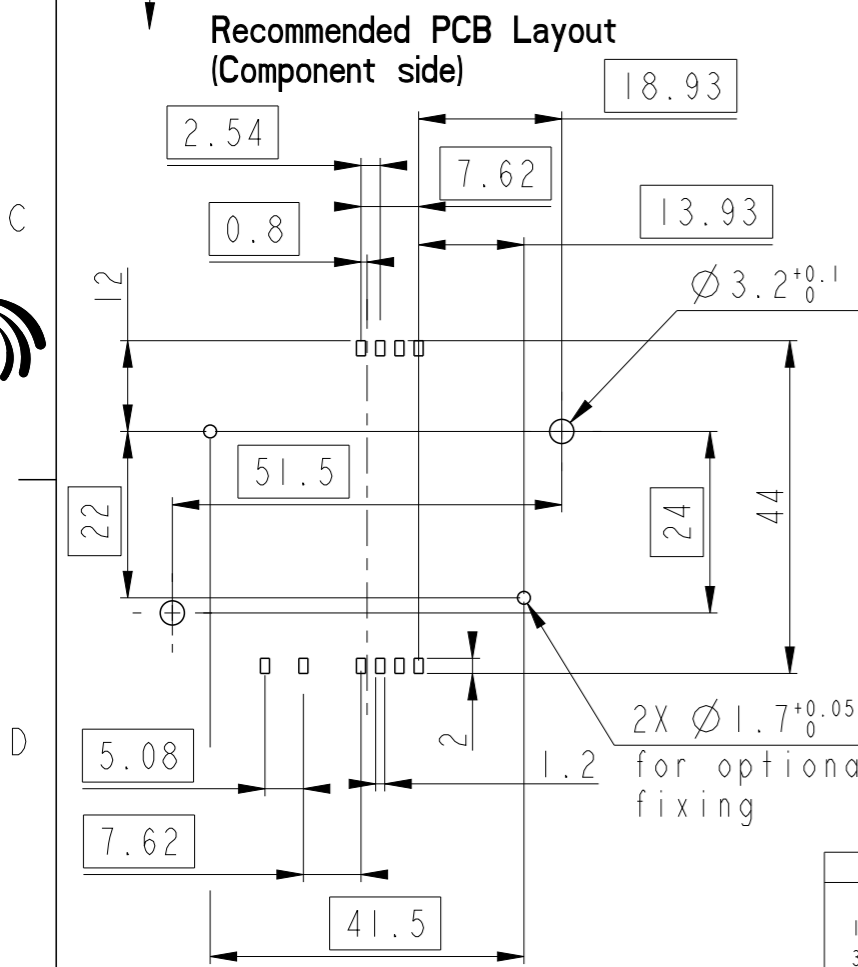 Recommended PCB Layout
(Component side)
18.93
2.54
7.62
13.93
0.8
C
12
Ø3.2 +0.1 0
51.5
22
24
44
2X Ø1.7 +0.05 0
for optiona
fixing
D
2
1.2
5.08
7.62
41.5
1
3